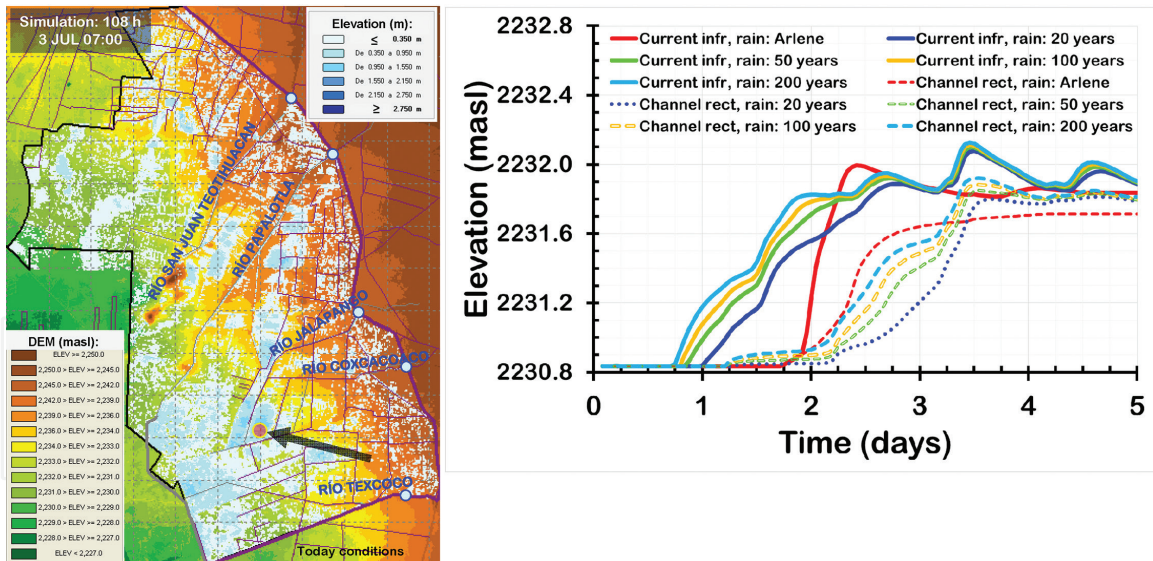 Simulation: 108 h
3 JUL 07:00
Elevation (m):
≤ 0.350 m
De 0.350 a 0.950 m
De 0.950 a 1.550 m
De 1.550 a 2.150 m
De 2.150 a 2.750 m
≥ 2.750 m
RÍO SAN JUAN TEOTIHUACAN
RÍO PAPALOTLA
RÍO JALAPANGO
RÍO COXCACOACO
RÍO TEXCOCO
DEM (masl):
ELEV >= 2,250.0
2,250.0 > ELEV >= 2,245.0
2,245.0 > ELEV >= 2,242.0
2,242.0 > ELEV >= 2,239.0
2,239.0 > ELEV >= 2,236.0
2,236.0 > ELEV >= 2,234.0
2,234.0 > ELEV >= 2,233.0
2,233.0 > ELEV >= 2,232.0
2,232.0 > ELEV >= 2,231.0
2,231.0 > ELEV >= 2,230.0
2,230.0 > ELEV >= 2,229.0
2,229.0 > ELEV >= 2,228.0
2,228.0 > ELEV >= 2,227.0
ELEV < 2,227.0
Today conditions
Elevation (masl)
2232.8
2232.4
2232.0
2231.6
2231.2
2230.8
Current infr, rain: Arlene
Current infr, rain: 20 years
Current infr, rain: 50 years
Current infr, rain: 100 years
Current infr, rain: 200 years
Channel rect, rain: Arlene
Channel rect, rain: 20 years
Channel rect, rain: 50 years
Channel rect, rain: 100 years
Channel rect, rain: 200 years
0 1 2 3 4 5
Time (days)